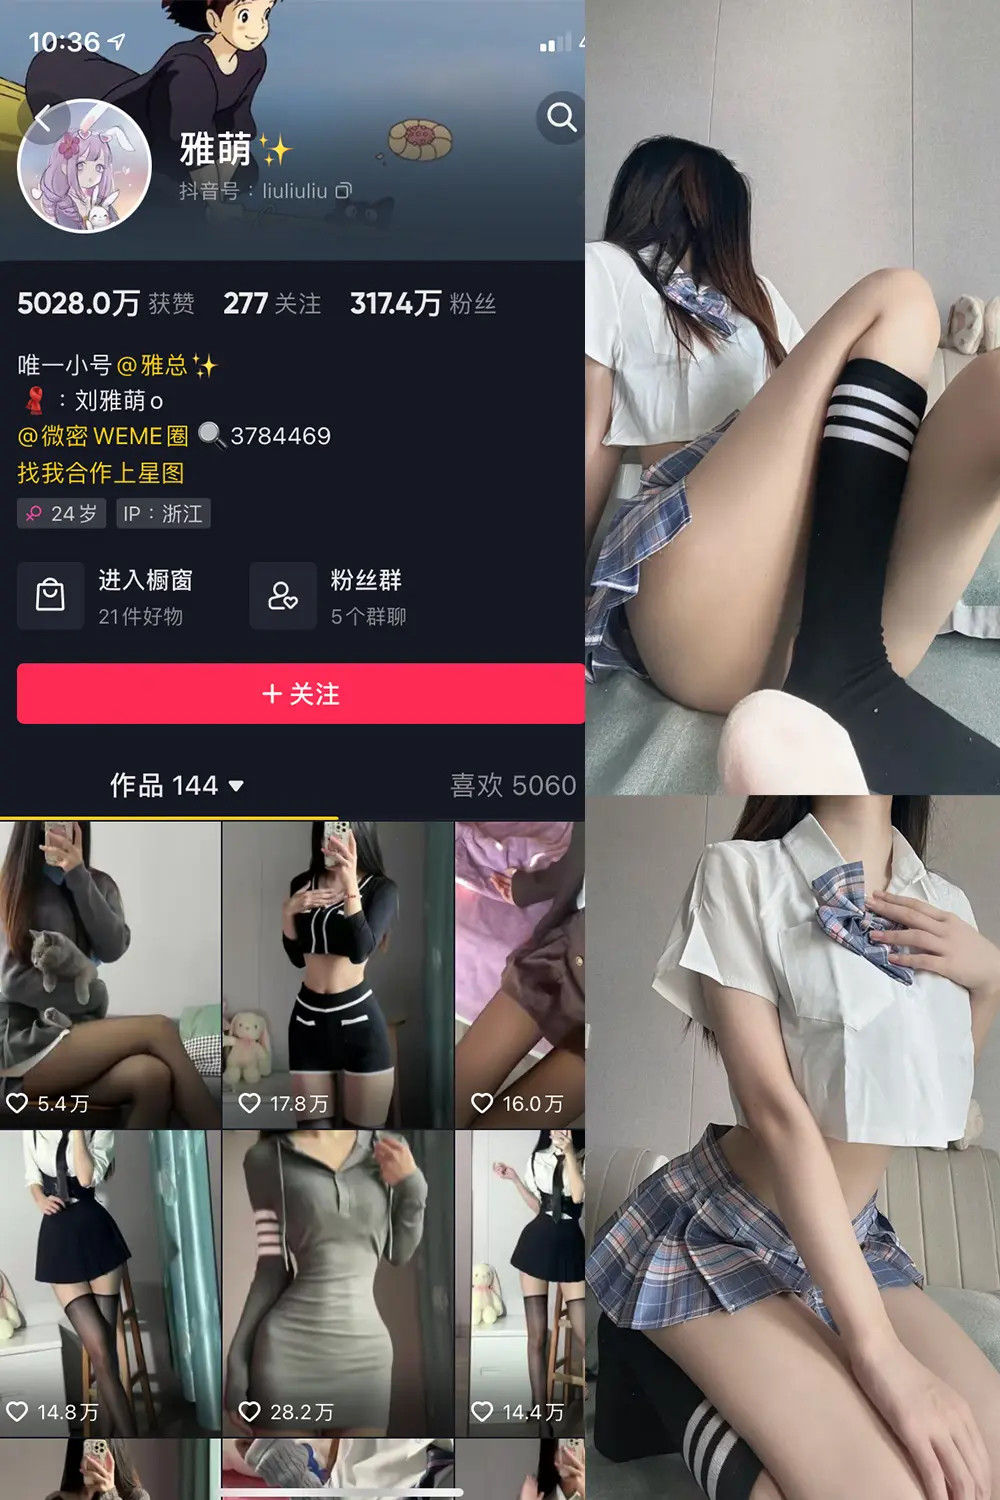 10:36
雅萌✨
抖音号：liuliuliu
5028.0万 获赞 277 关注 317.4万 粉丝
唯一小号@雅总✨
🧣：刘雅萌o
@微密WEME圈🔍3784469
找我合作上星图
♀ 24岁 IP：浙江
进入橱窗 粉丝群
21件好物 5个群聊
+ 关注
作品 144 ▼ 喜欢 5060
♡ 5.4万 ♡ 17.8万 ♡ 16.0万
♡ 14.8万 ♡ 28.2万 ♡ 14.4万